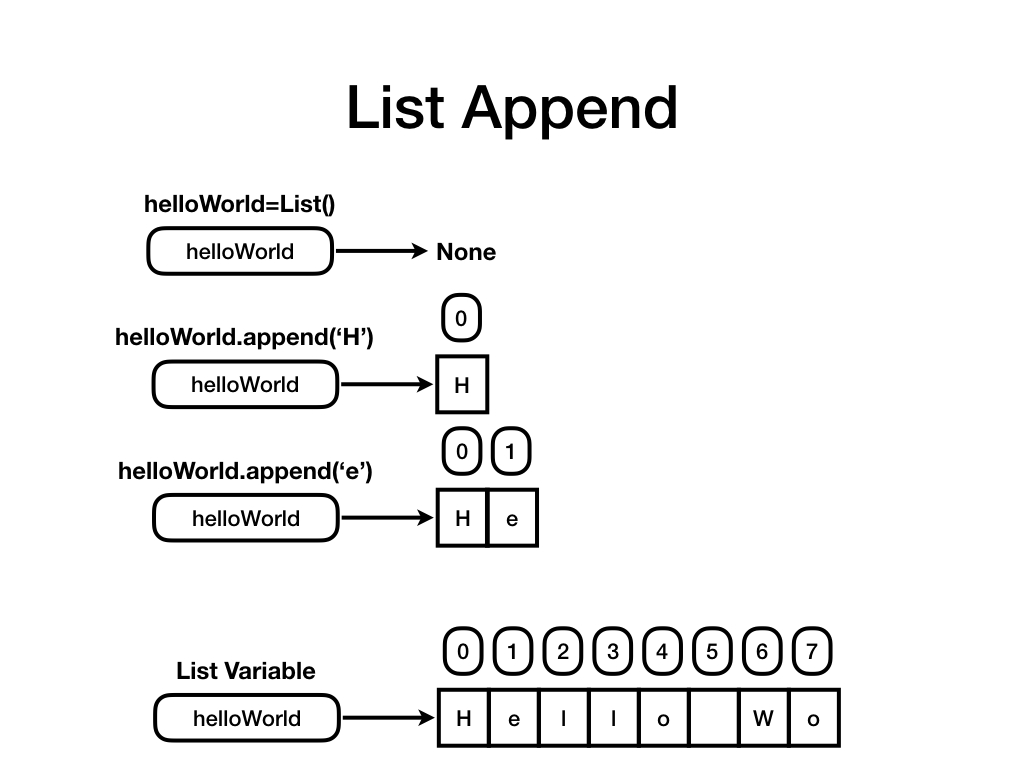 List Append
helloWorld=List()
helloWorld
None
0
helloWorld.append(‘H’)
helloWorld
H
0 1
helloWorld.append(‘e’)
helloWorld
H e
0 1 2 3 4 5 6 7
List Variable
helloWorld
H e l l o W o